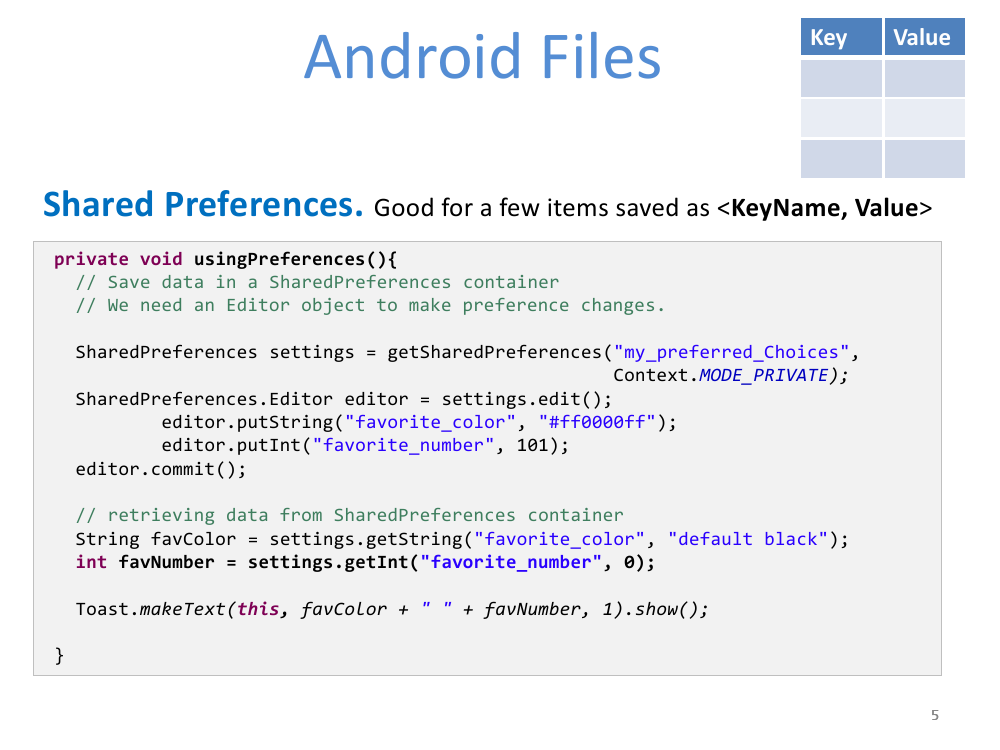 Android Files
Key Value
Shared Preferences. Good for a few items saved as <KeyName, Value>
private void usingPreferences(){
// Save data in a SharedPreferences container
// We need an Editor object to make preference changes.
SharedPreferences settings = getSharedPreferences("my_preferred_Choices",
Context.MODE_PRIVATE);
SharedPreferences.Editor editor = settings.edit();
editor.putString("favorite_color", "#ff0000ff");
editor.putInt("favorite_number", 101);
editor.commit();
// retrieving data from SharedPreferences container
String favColor = settings.getString("favorite_color", "default black");
int favNumber = settings.getInt("favorite_number", 0);
Toast.makeText(this, favColor + " " + favNumber, 1).show();
}
5